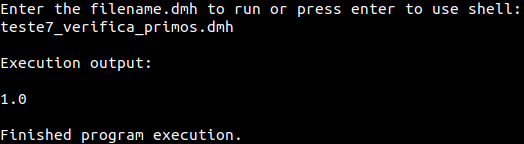 Enter the filename.dmh to run or press enter to use shell:
teste7_verifica_primos.dmh
Execution output:
1.0
Finished program execution.